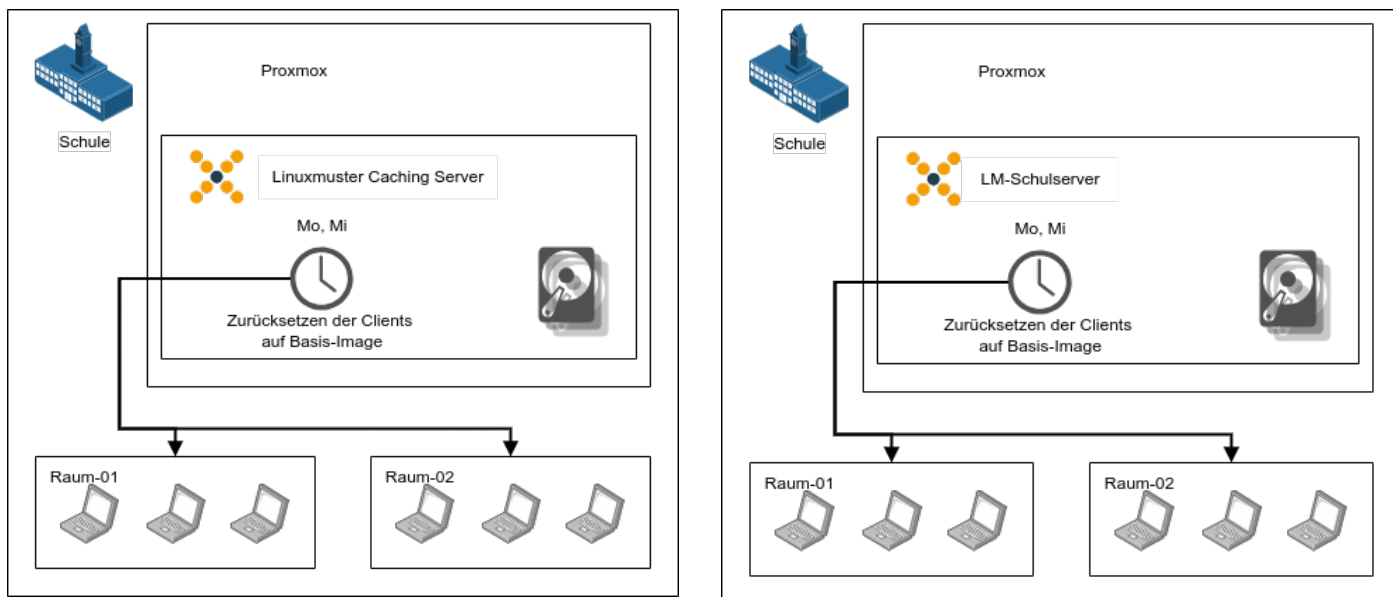 Proxmox
Schule
Linuxmuster Caching Server
Mo, Mi
Zurücksetzen der Clients
auf Basis-Image
Raum-01
Raum-02
Proxmox
Schule
LM-Schulserver
Mo, Mi
Zurücksetzen der Clients
auf Basis-Image
Raum-01
Raum-02